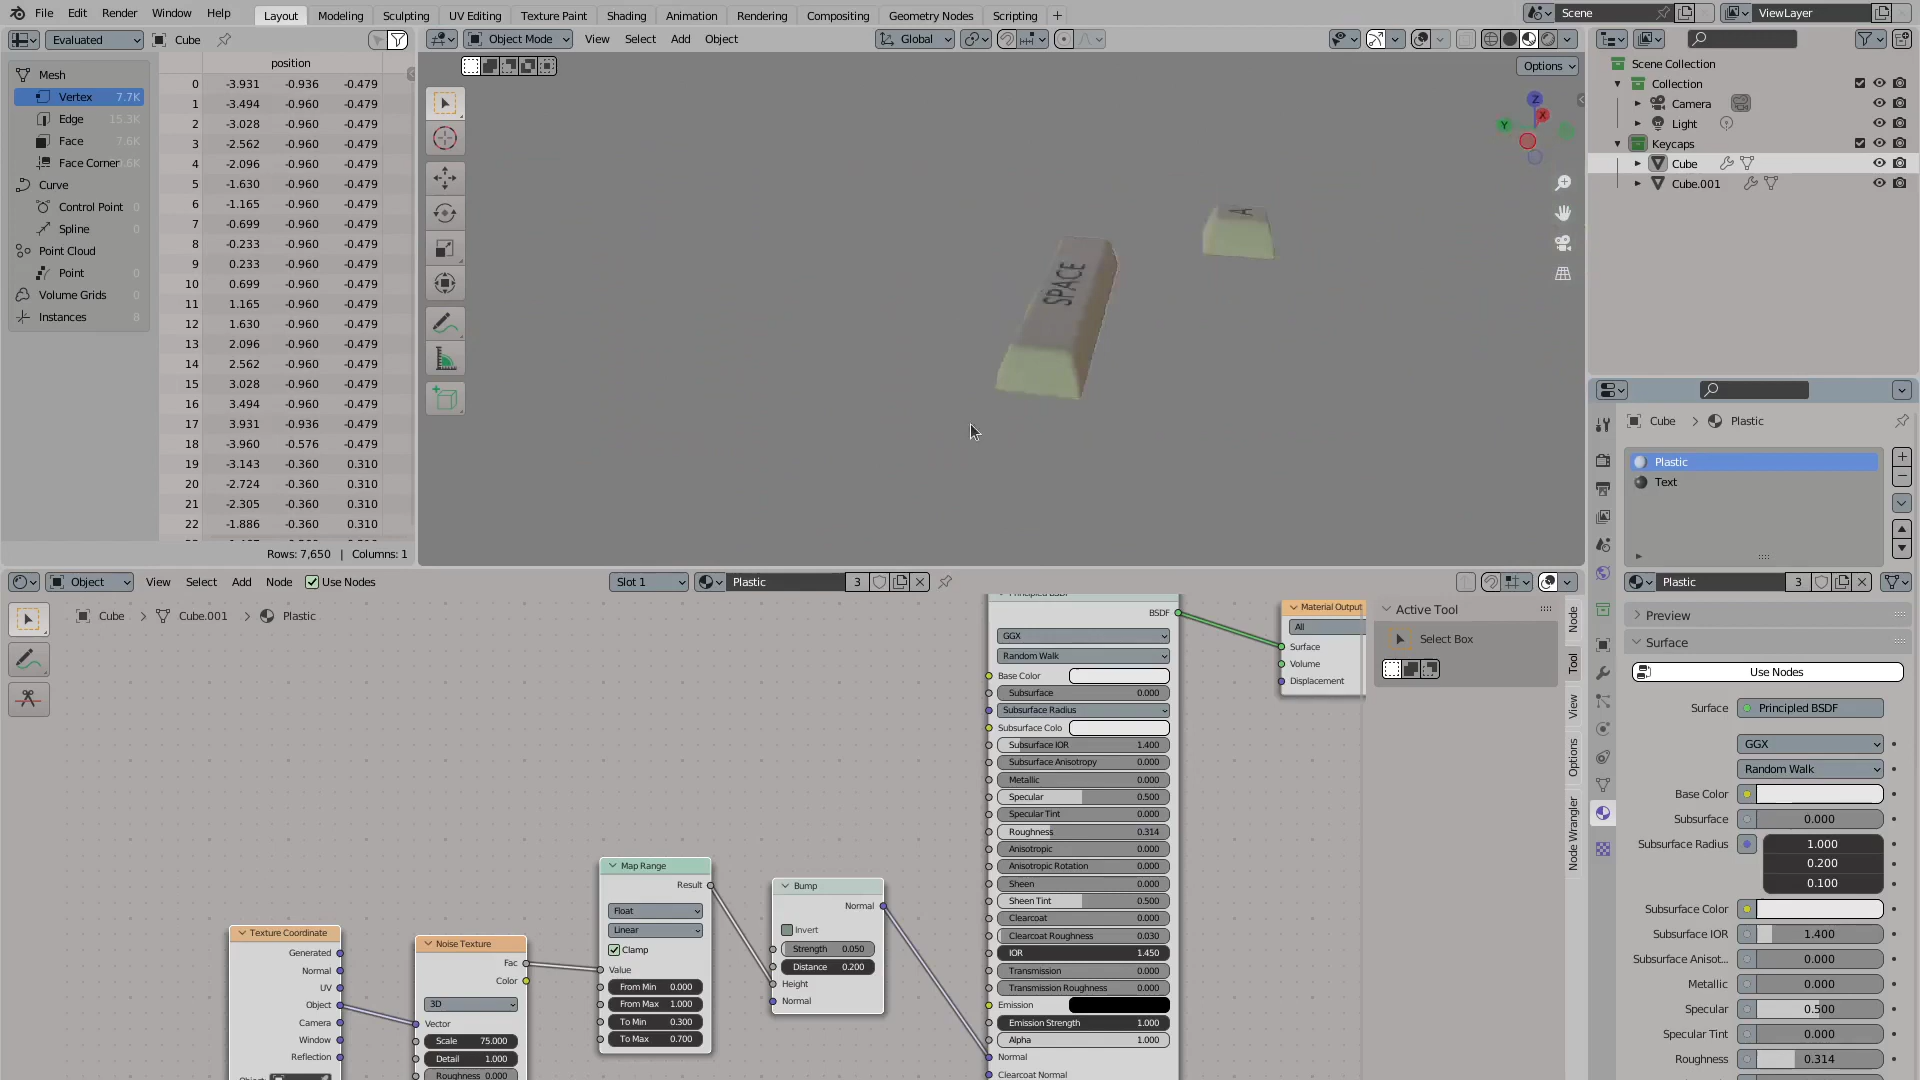 File Edit Render Window Help Layout Modeling Sculpting UV Editing Texture Paint Shading Animation Rendering Compositing Geometry Nodes Scripting + Scene ViewLayer
Evaluated Cube
Object Mode View Select Add Object Global
Options
Mesh
Vertex 7.7K
Edge 15.3K
Face 7.6K
Face Corner
Curve
Control Point 0
Spline 0
Point Cloud
Point 0
Volume Grids 0
Instances 8
position
0 -3.931 -0.936 -0.479
1 -3.494 -0.960 -0.479
2 -3.028 -0.960 -0.479
3 -2.562 -0.960 -0.479
4 -2.096 -0.960 -0.479
5 -1.630 -0.960 -0.479
6 -1.165 -0.960 -0.479
7 -0.699 -0.960 -0.479
8 -0.233 -0.960 -0.479
9 0.233 -0.960 -0.479
10 0.699 -0.960 -0.479
11 1.165 -0.960 -0.479
12 1.630 -0.960 -0.479
13 2.096 -0.960 -0.479
14 2.562 -0.960 -0.479
15 3.028 -0.960 -0.479
16 3.494 -0.960 -0.479
17 3.931 -0.936 -0.479
18 -3.960 -0.576 -0.479
19 -3.143 -0.360 0.310
20 -2.724 -0.360 0.310
21 -2.305 -0.360 0.310
22 -1.886 -0.360 0.310
Rows: 7,650 | Columns: 1
Z
X
Y
A
SPACE
Scene Collection
Collection
Camera
Light
Keycaps
Cube
Cube.001
Cube > Plastic
Plastic
Text
Plastic 3
Preview
Surface
Use Nodes
Surface Principled BSDF
GGX
Random Walk
Base Color
Subsurface 0.000
Subsurface Radius 1.000
0.200
0.100
Subsurface Color
Subsurface IOR 1.400
Subsurface Anisot... 0.000
Metallic 0.000
Specular 0.500
Specular Tint 0.000
Roughness 0.314
Object View Select Add Node Use Nodes Slot 1 Plastic 3
Cube > Cube.001 > Plastic
Texture Coordinate
Generated
Normal
UV
Object
Camera
Window
Reflection
Noise Texture
Fac
Color
3D
Vector
Scale 75.000
Detail 1.000
Roughness 0.000
Map Range
Result
Float
Linear
Clamp
Value
From Min 0.000
From Max 1.000
To Min 0.300
To Max 0.700
Bump
Normal
Invert
Strength 0.050
Distance 0.200
Height
Normal
BSDF
GGX
Random Walk
Base Color
Subsurface 0.000
Subsurface Radius
Subsurface Colo
Subsurface IOR 1.400
Subsurface Anisotropy 0.000
Metallic 0.000
Specular 0.500
Specular Tint 0.000
Roughness 0.314
Anisotropic 0.000
Anisotropic Rotation 0.000
Sheen 0.000
Sheen Tint 0.500
Clearcoat 0.000
Clearcoat Roughness 0.030
IOR 1.450
Transmission 0.000
Transmission Roughness 0.000
Emission
Emission Strength 1.000
Alpha 1.000
Normal
Clearcoat Normal
Material Output
All
Surface
Volume
Displacement
Active Tool
Select Box
Node
Tool
View
Options
Node Wrangler